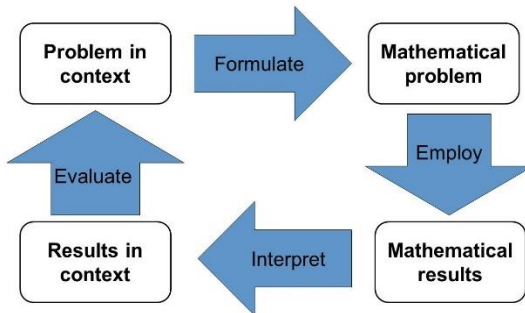 Problem in
context
Formulate
Mathematical
problem
Employ
Evaluate
Results in
context
Interpret
Mathematical
results